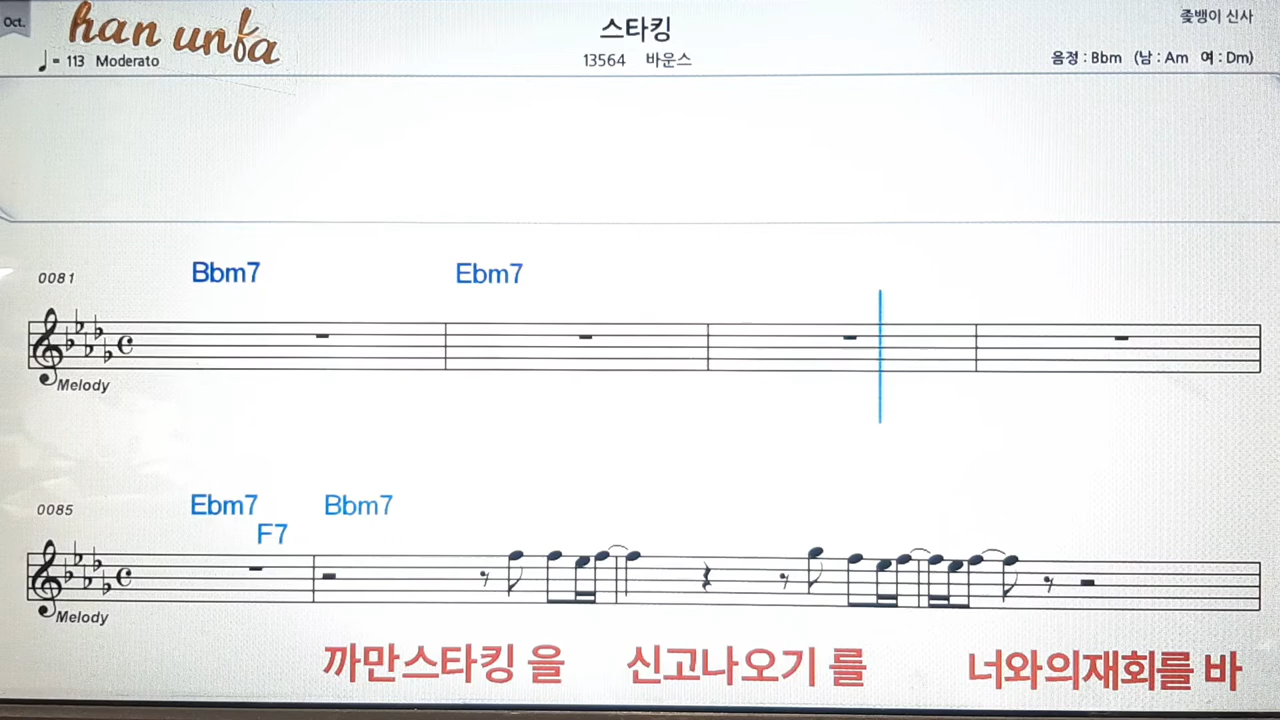 Oct.
han unfa
스타킹
좆뱅이 신사
♩= 113 Moderato
13564 바운스
음정 : Bbm (남 : Am 여 : Dm)
0081
Bbm7 Ebm7
Melody
0085
Ebm7 Bbm7
F7
Melody
까만스타킹 을 신고나오기 를 너와의재회를 바